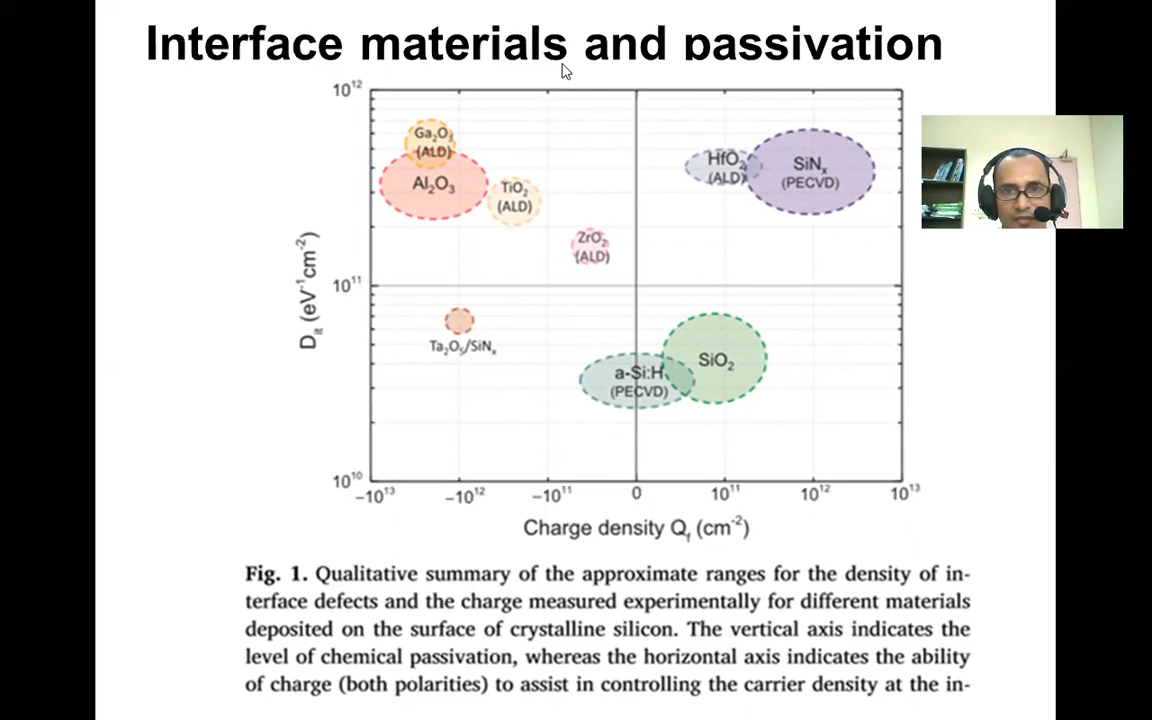 Interface materials and passivation
10¹²
Ga₂O₃
(ALD)
Al₂O₃
TiO₂
(ALD)
ZrO₂
(ALD)
HfO₂
(ALD)
SiNₓ
(PECVD)
Dᵢₜ (eV⁻¹cm⁻²)
10¹¹
Ta₂O₅/SiNₓ
a-Si:H
(PECVD)
SiO₂
10¹⁰
−10¹³ −10¹² −10¹¹ 0 10¹¹ 10¹² 10¹³
Charge density Q_f (cm⁻²)
Fig. 1. Qualitative summary of the approximate ranges for the density of in-
terface defects and the charge measured experimentally for different materials
deposited on the surface of crystalline silicon. The vertical axis indicates the
level of chemical passivation, whereas the horizontal axis indicates the ability
of charge (both polarities) to assist in controlling the carrier density at the in-